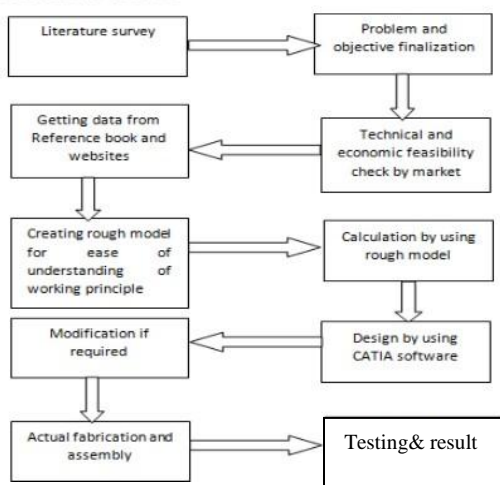 Literature survey
Problem and
objective finalization
Technical and
economic feasibility
check by market
Getting data from
Reference book and
websites
Creating rough model
for ease of
understanding of
working principle
Calculation by using
rough model
Design by using
CATIA software
Modification if
required
Actual fabrication and
assembly
Testing& result